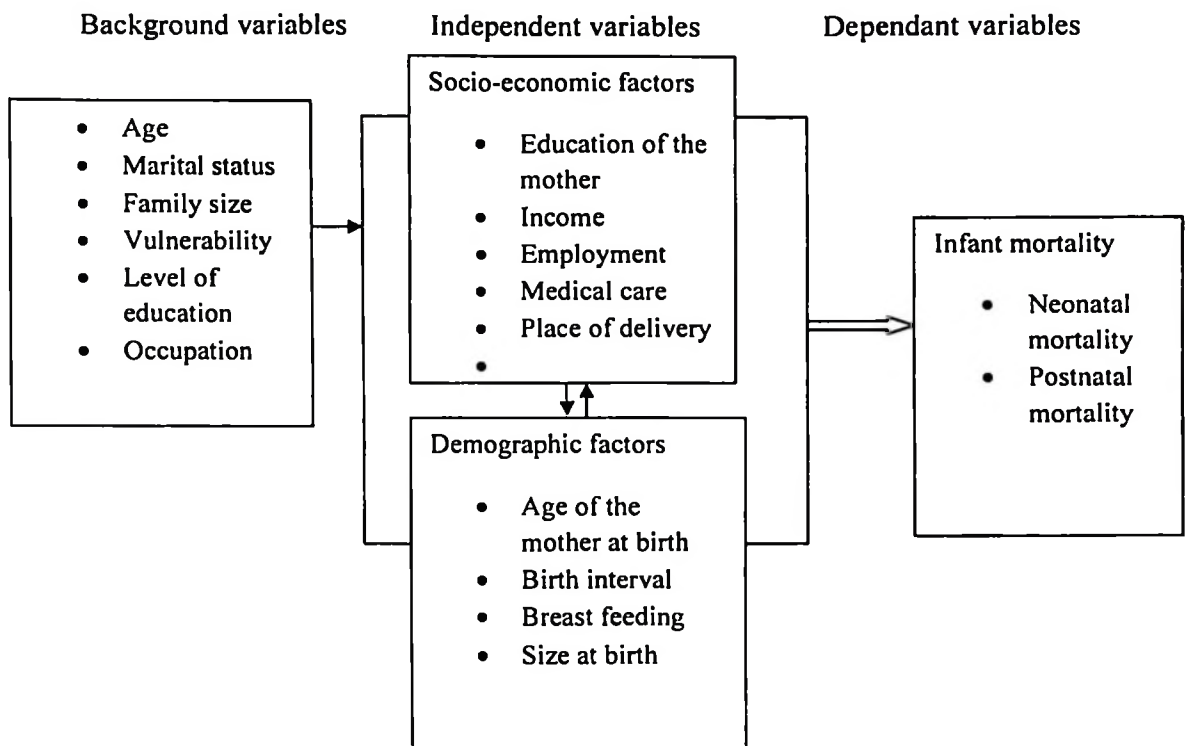 Background variables
Independent variables
Dependant variables
• Age
• Marital status
• Family size
• Vulnerability
• Level of
education
• Occupation
Socio-economic factors
• Education of the
mother
• Income
• Employment
• Medical care
• Place of delivery
•
Demographic factors
• Age of the
mother at birth
• Birth interval
• Breast feeding
• Size at birth
Infant mortality
• Neonatal
mortality
• Postnatal
mortality